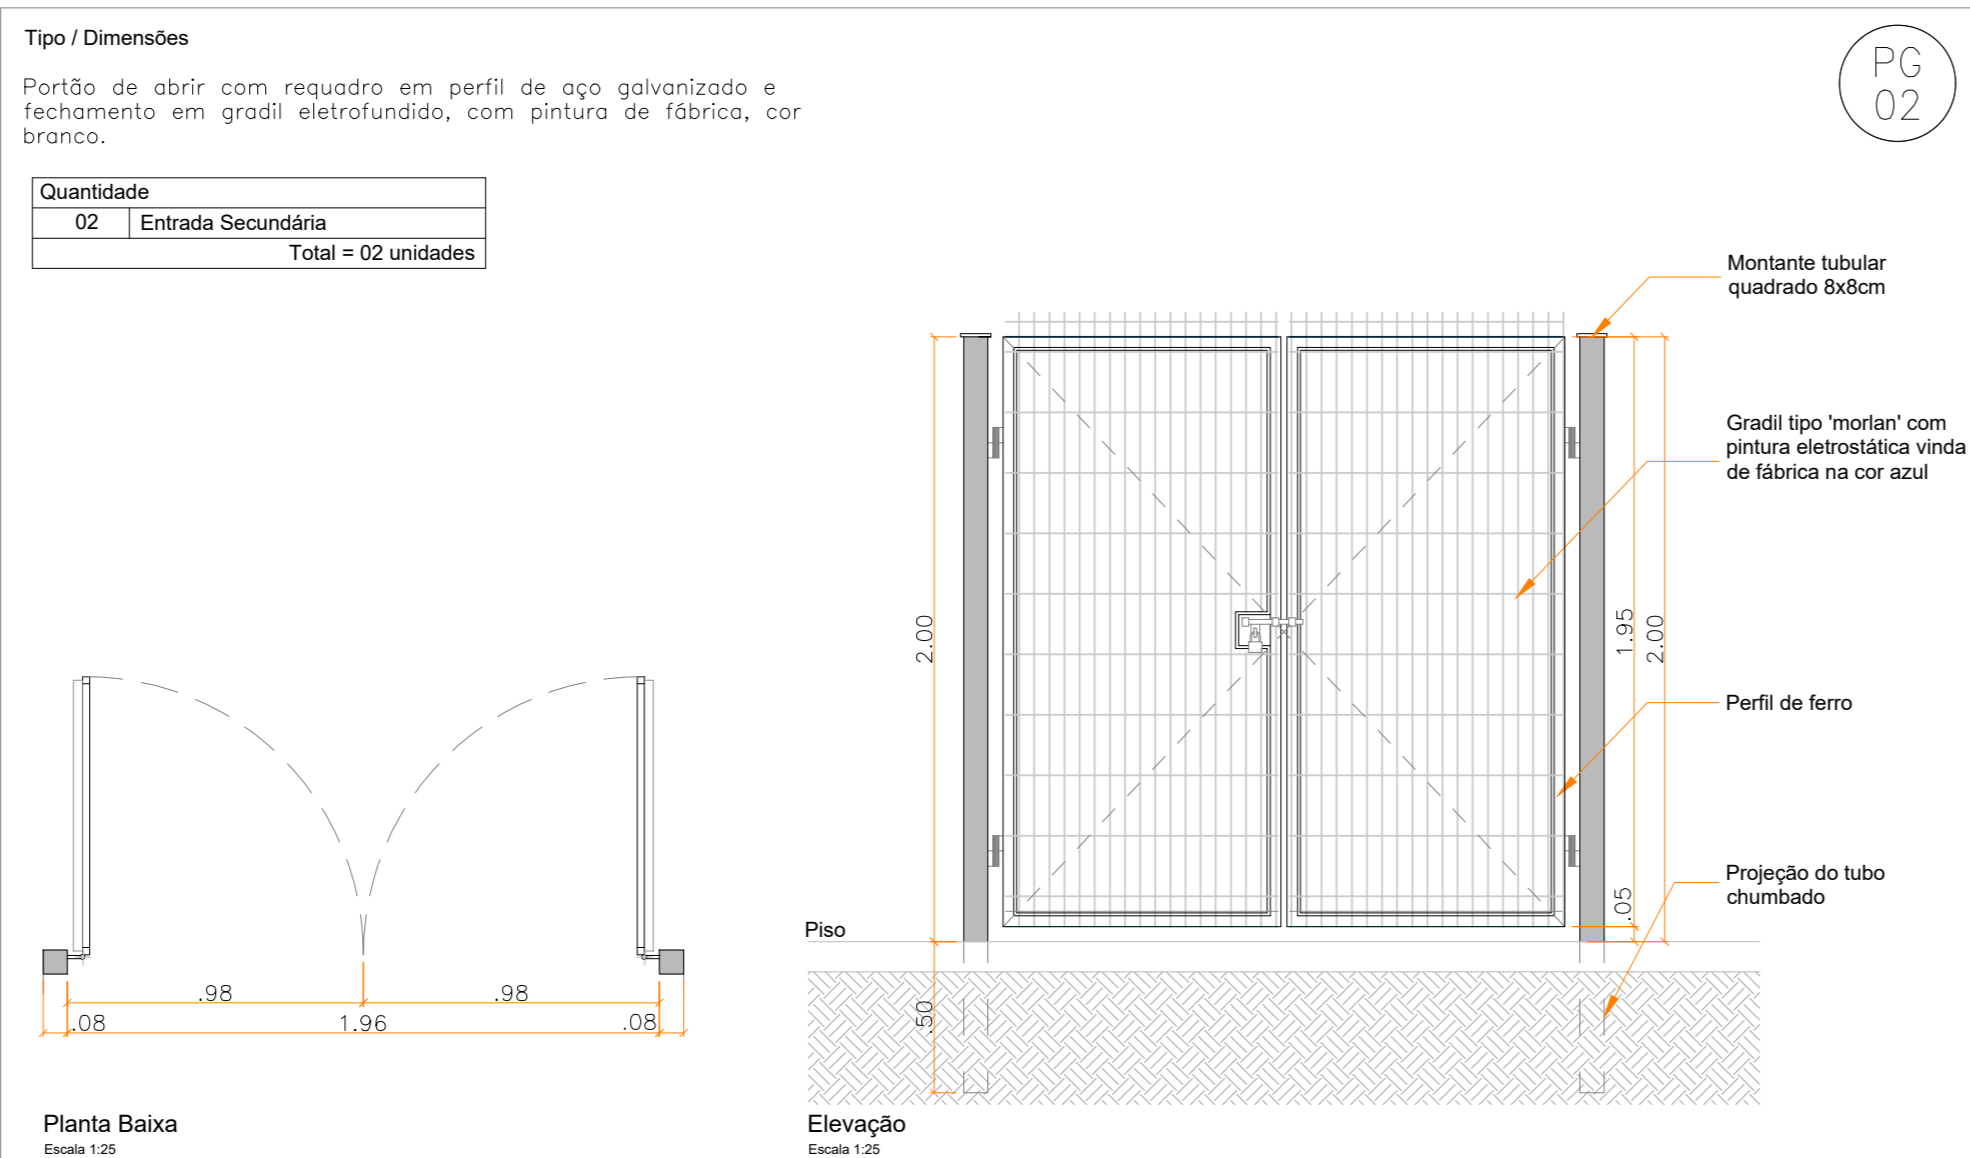 Tipo / Dimensões
PG
02
Portão de abrir com requadro em perfil de aço galvanizado e
fechamento em gradil eletrofundido, com pintura de fábrica, cor
branco.
Quantidade
02 Entrada Secundária
Total = 02 unidades
Montante tubular
quadrado 8x8cm
Gradil tipo 'morlan' com
pintura eletrostática vinda
de fábrica na cor azul
2.00
1.95
2.00
Perfil de ferro
Projeção do tubo
chumbado
.05
Piso
.50
.98
.98
.08
1.96
.08
Planta Baixa
Escala 1:25
Elevação
Escala 1:25